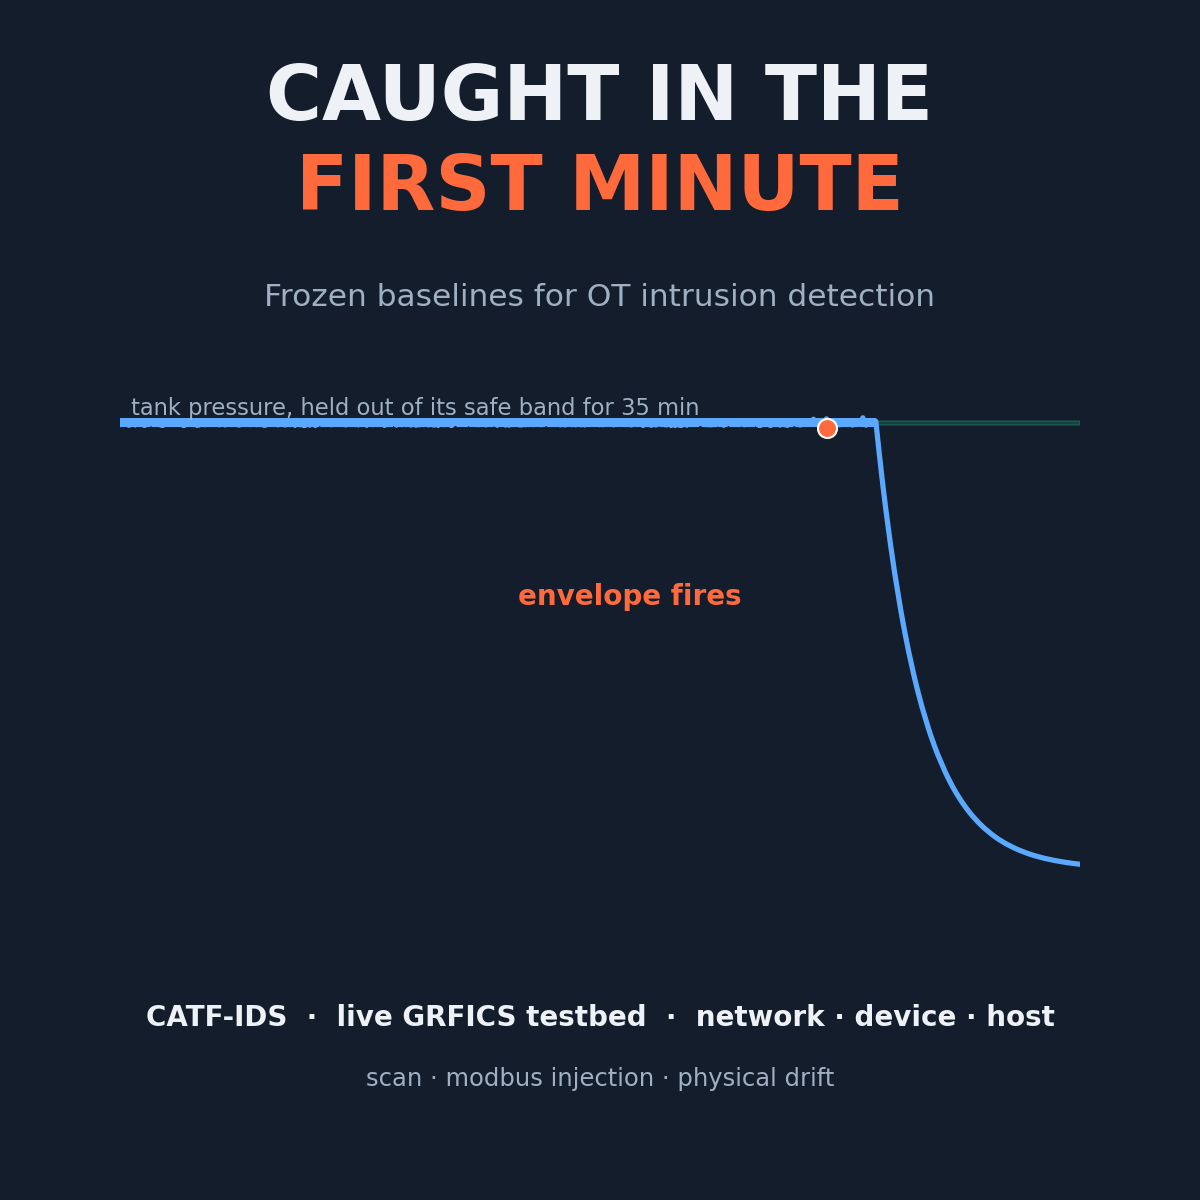 CAUGHT IN THE
FIRST MINUTE
Frozen baselines for OT intrusion detection
tank pressure, held out of its safe band for 35 min
envelope fires
CATF-IDS · live GRFICS testbed · network · device · host
scan · modbus injection · physical drift